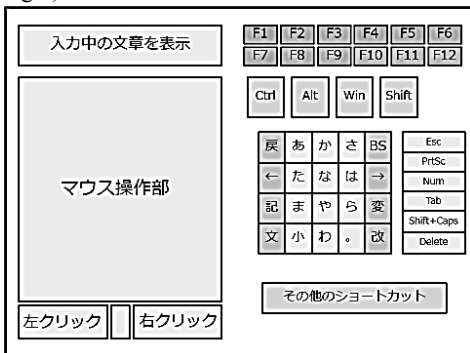 入力中の文章を表示
マウス操作部
左クリック 右クリック
F1 F2 F3 F4 F5 F6
F7 F8 F9 F10 F11 F12
Ctrl Alt Win Shift
戻 あ か さ BS
← た な は →
記 ま や ら 変
文 小 わ 。 改
Esc
PrtSc
Num
Tab
Shift+Caps
Delete
その他のショートカット